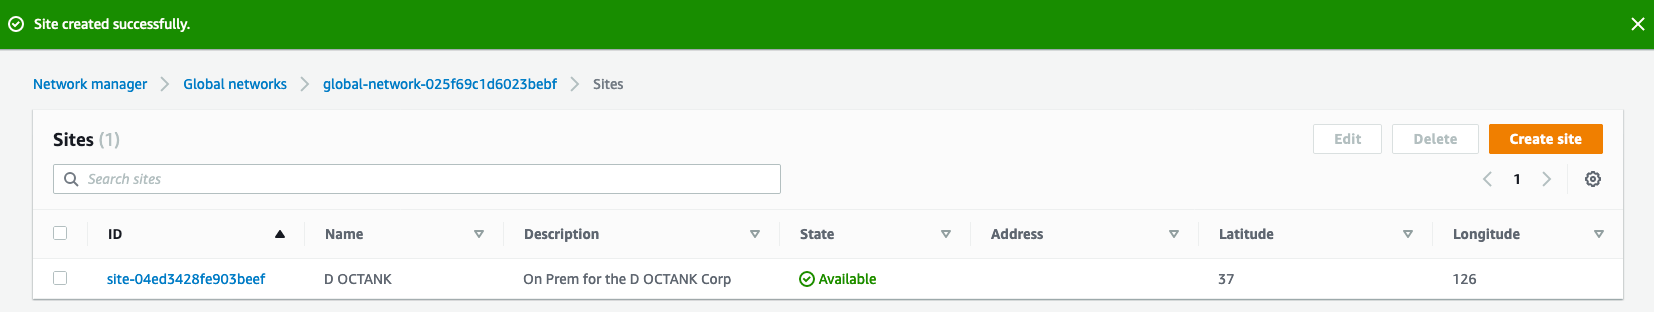 Site created successfully.
Network manager Global networks global-network-025f69c1d6023bebf Sites
Sites (1) Edit Delete Create site
Search sites 1
ID Name Description State Address Latitude Longitude
site-04ed3428fe903beef D OCTANK On Prem for the D OCTANK Corp Available 37 126